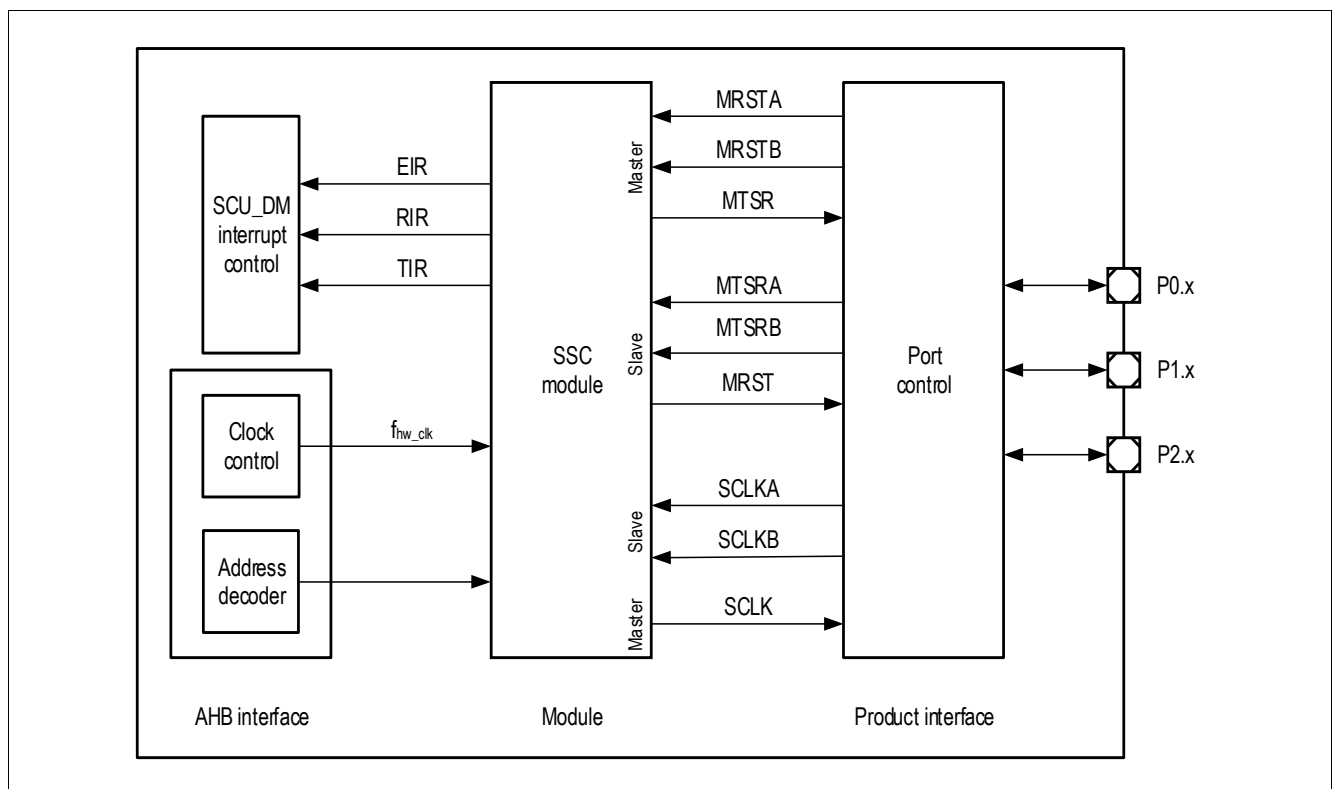 SCU_DM
interrupt
control
EIR
RIR
TIR
Clock
control
Address
decoder
f_hw_clk
AHB interface
SSC
module
Master
Slave
Slave
Master
Module
MRSTA
MRSTB
MTSR
MTSRA
MTSRB
MRST
SCLKA
SCLKB
SCLK
Port
control
Product interface
P0.x
P1.x
P2.x